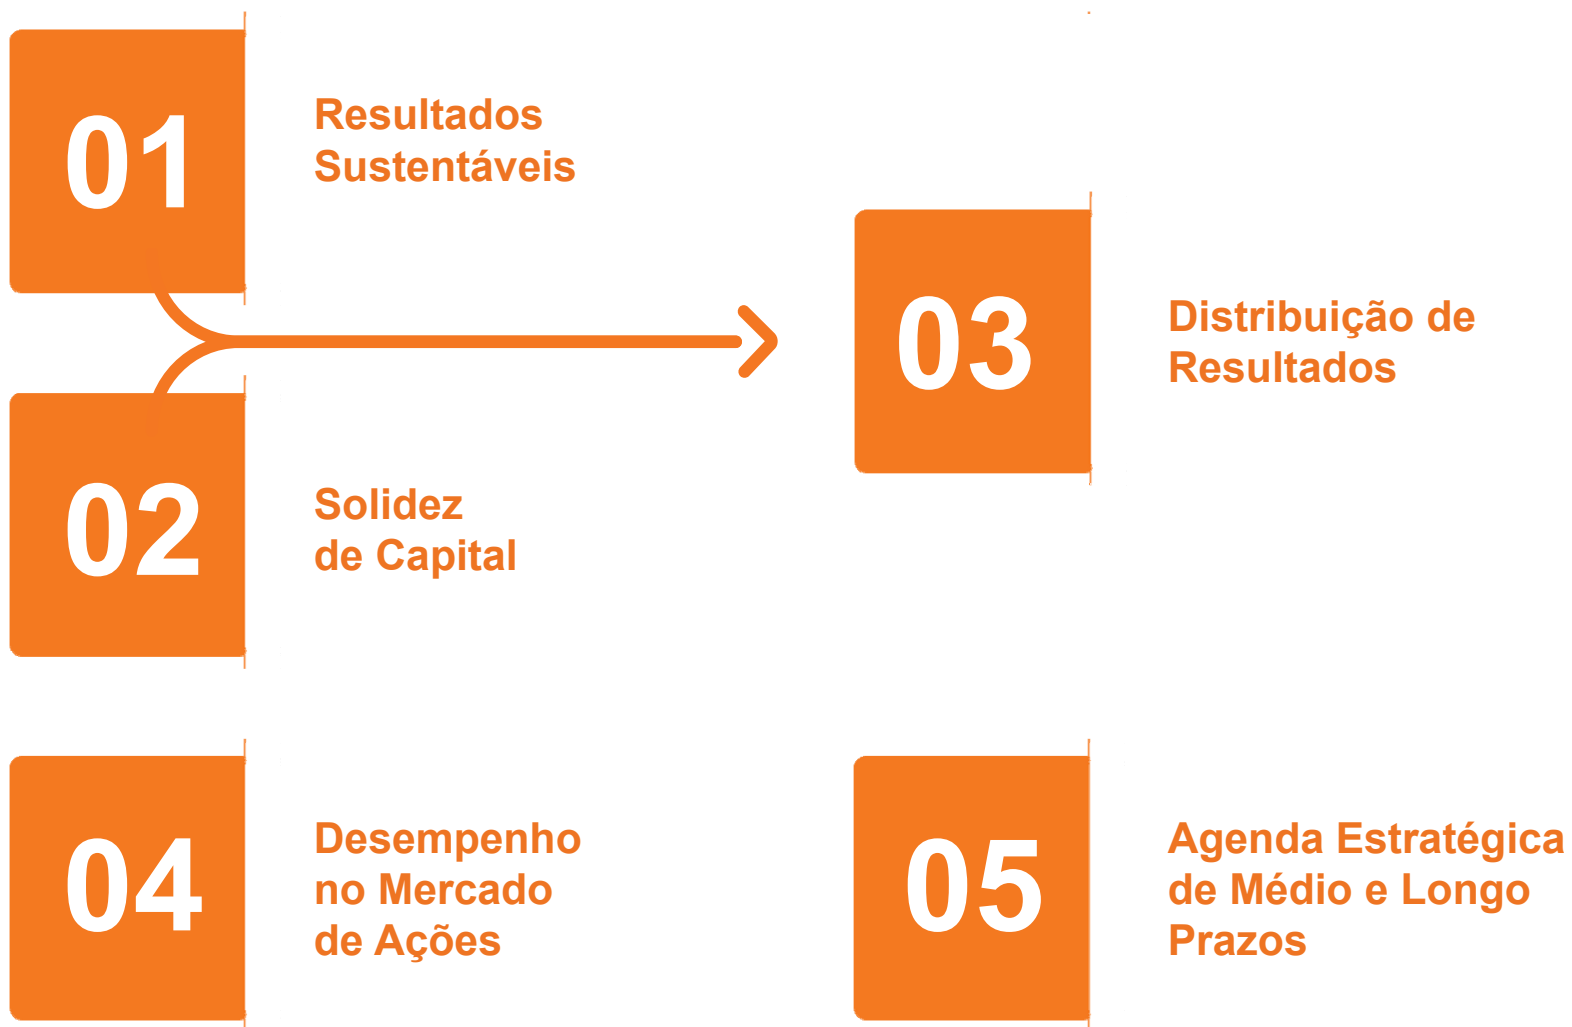 01
Resultados
Sustentáveis
02
Solidez
de Capital
03
Distribuição de
Resultados
04
Desempenho
no Mercado
de Ações
05
Agenda Estratégica
de Médio e Longo
Prazos